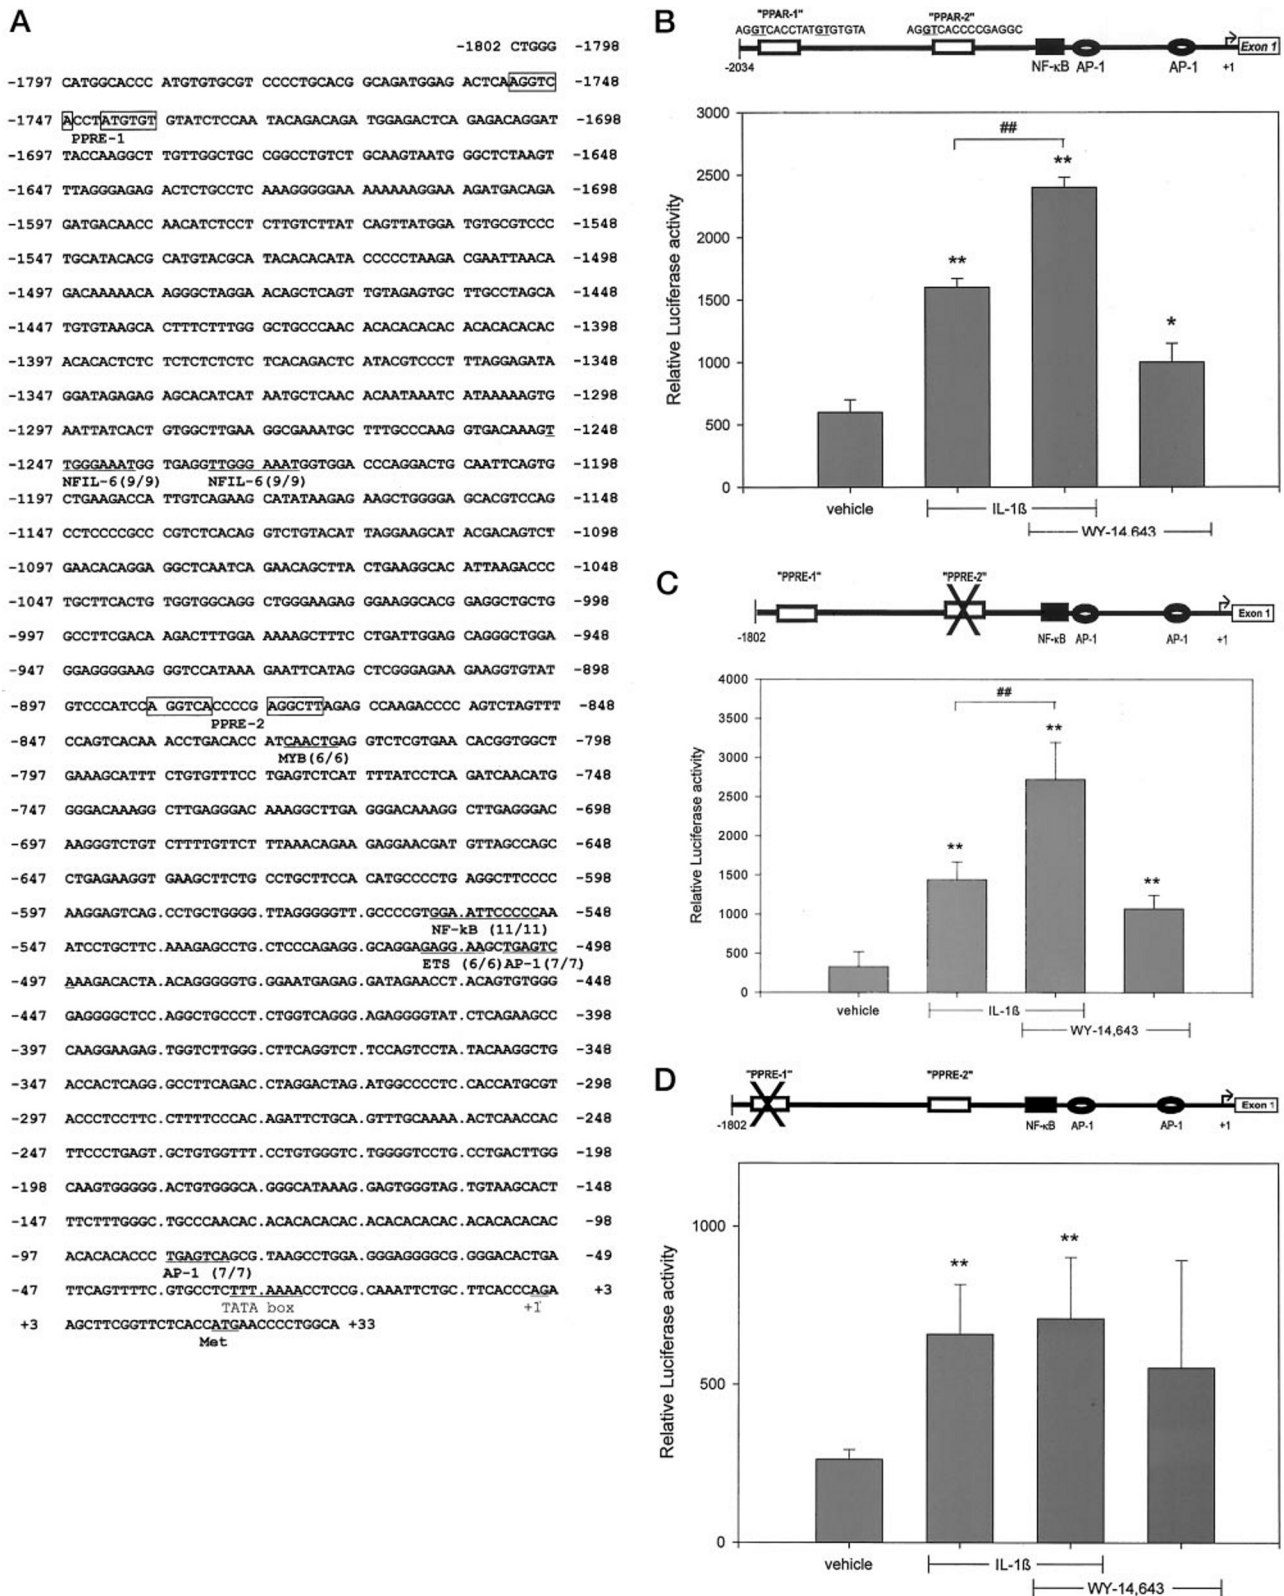 A
-1802 CTGGG -1798
-1797 CATGGCACCC ATGTGTGCGT CCCCTGCACG GCAGATGGAG ACTCAAGGTC -1748
-1747 ACCTATGTGT GTATCTCCAA TACAGACAGA TGGAGACTCA GAGACAGGAT -1698
PPRE-1
-1697 TACCAAGGCT TGTTGGCTGC CGGCCTGTCT GCAAGTAATG GGCTCTAAGT -1648
-1647 TTAGGGAGAG ACTCTGCCTC AAAGGGGGAA AAAAAAGGAA AGATGACAGA -1698
-1597 GATGACAACC AACATCTCCT CTTGTCTTAT CAGTTATGGA TGTGCGTCCC -1548
-1547 TGCATACACG CATGTACGCA TACACACATA CCCCCTAAGA CGAATTAACA -1498
-1497 GACAAAAACA AGGGCTAGGA ACAGCTCAGT TGTAGAGTGC TTGCCTAGCA -1448
-1447 TGTGTAAGCA CTTTCTTTGG GCTGCCCAAC ACACACACAC ACACACACAC -1398
-1397 ACACACTCTC TCTCTCTCTC TCACAGACTC ATACGTCCCT TTAGGAGATA -1348
-1347 GGATAGAGAG AGCACATCAT AATGCTCAAC ACAATAAATC ATAAAAAGTG -1298
-1297 AATTATCACT GTGGCTTGAA GGCGAAATGC TTTGCCCAAG GTGACAAAGT -1248
-1247 TGGGAAATGG TGAGGTTGGG AAATGGTGGA CCCAGGACTG CAATTCAGTG -1198
NFIL-6(9/9) NFIL-6(9/9)
-1197 CTGAAGACCA TTGTCAGAAG CATATAAGAG AAGCTGGGGA GCACGTCCAG -1148
-1147 CCTCCCCGCC CGTCTCACAG GTCTGTACAT TAGGAAGCAT ACGACAGTCT -1098
-1097 GAACACAGGA GGCTCAATCA GAACAGCTTA CTGAAGGCAC ATTAAGACCC -1048
-1047 TGCTTCACTG TGGTGGCAGG CTGGGAAGAG GGAAGGCACG GAGGCTGCTG -998
-997 GCCTTCGACA AGACTTTGGA AAAAGCTTTC CTGATTGGAG CAGGGCTGGA -948
-947 GGAGGGGAAG GGTCCATAAA GAATTCATAG CTCGGGAGAA GAAGGTGTAT -898
-897 GTCCCATCCA GGTCACCCCG AGGCTTAGAG CCAAGACCCC AGTCTAGTTT -848
PPRE-2
-847 CCAGTCACAA ACCTGACACC ATCAACTGAG GTCTCGTGAA CACGGTGGCT -798
MYB(6/6)
-797 GAAAGCATTT CTGTGTTTCC TGAGTCTCAT TTTATCCTCA GATCAACATG -748
-747 GGGACAAAGG CTTGAGGGAC AAAGGCTTGA GGGACAAAGG CTTGAGGGAC -698
-697 AAGGGTCTGT CTTTTGTTCT TTAAACAGAA GAGGAACGAT GTTAGCCAGC -648
-647 CTGAGAAGGT GAAGCTTCTG CCTGCTTCCA CATGCCCCTG AGGCTTCCCC -598
-597 AAGGAGTCAG.CCTGCTGGGG.TTAGGGGGTT.GCCCCGTGGA.ATTCCCCCAA -548
NF-kB (11/11)
-547 ATCCTGCTTC.AAAGAGCCTG.CTCCCAGAGG.GCAGGAGAGG.AAGCTGAGTC -498
ETS (6/6)AP-1(7/7)
-497 AAAGACACTA.ACAGGGGGTG.GGAATGAGAG.GATAGAACCT.ACAGTGTGGG -448
-447 GAGGGGCTCC.AGGCTGCCCT.CTGGTCAGGG.AGAGGGGTAT.CTCAGAAGCC -398
-397 CAAGGAAGAG.TGGTCTTGGG.CTTCAGGTCT.TCCAGTCCTA.TACAAGGCTG -348
-347 ACCACTCAGG.GCCTTCAGAC.CTAGGACTAG.ATGGCCCCTC.CACCATGCGT -298
-297 ACCCTCCTTC.CTTTTCCCAC.AGATTCTGCA.GTTTGCAAAA.ACTCAACCAC -248
-247 TTCCCTGAGT.GCTGTGGTTT.CCTGTGGGTC.TGGGGTCCTG.CCTGACTTGG -198
-198 CAAGTGGGGG.ACTGTGGGCA.GGGCATAAAG.GAGTGGGTAG.TGTAAGCACT -148
-147 TTCTTTGGGC.TGCCCAACAC.ACACACACAC.ACACACACAC.ACACACACAC -98
-97 ACACACACCC TGAGTCAGCG.TAAGCCTGGA.GGGAGGGGCG.GGGACACTGA -49
AP-1 (7/7)
-47 TTCAGTTTTC.GTGCCTCTTT.AAAACCTCCG.CAAATTCTGC.TTCACCCAGA +3
TATA box +1
+3 AGCTTCGGTTCTCACCATGAACCCCTGGCA +33
Met
B
"PPAR-1" "PPAR-2"
AGGTCACCTATGTGTGTA AGGTCACCCCGAGGC
Exon 1
-2034 NF-κB AP-1 AP-1 +1
Relative Luciferase activity
3000
2500
2000
1500
1000
500
0
##
**
**
*
vehicle IL-1ß
WY-14,643
C
"PPRE-1" "PPRE-2"
Exon 1
-1802 NF-κB AP-1 AP-1 +1
Relative Luciferase activity
4000
3500
3000
2500
2000
1500
1000
500
0
##
**
**
**
vehicle IL-1ß
WY-14,643
D
"PPRE-1" "PPRE-2"
Exon 1
-1802 NF-κB AP-1 AP-1 +1
Relative Luciferase activity
1000
500
0
**
**
vehicle IL-1ß
WY-14,643